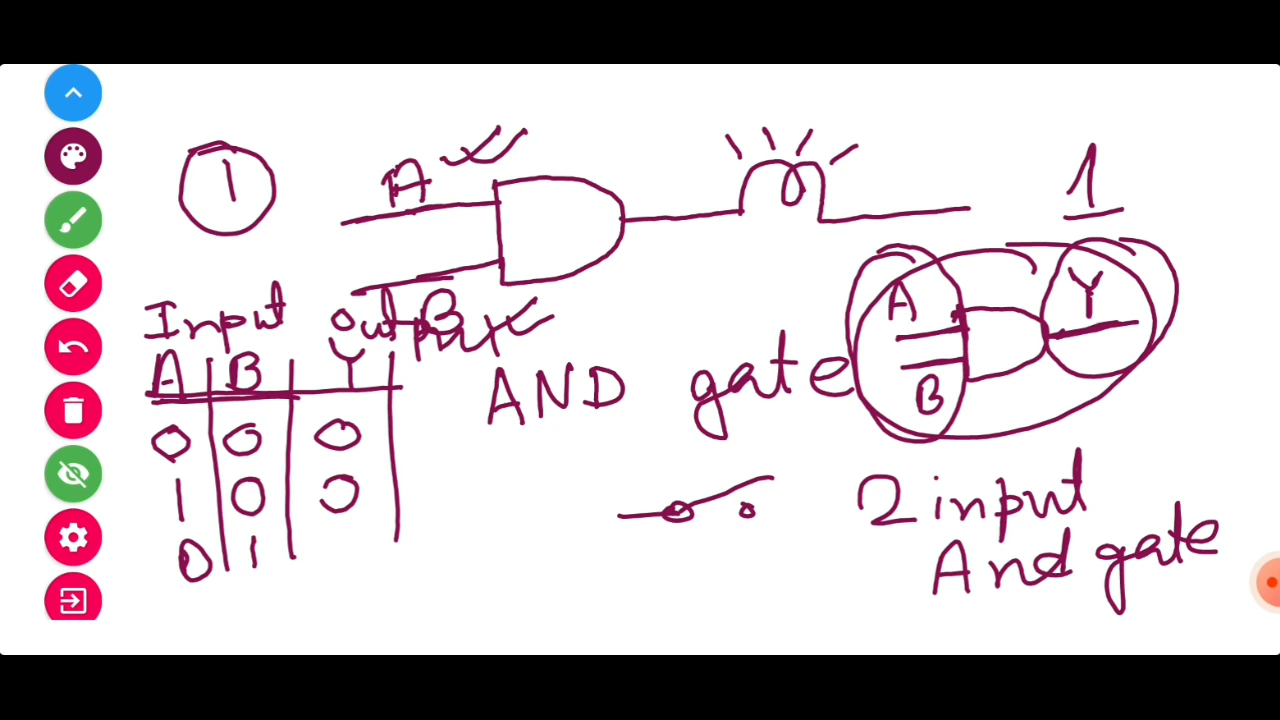 1
A
1
Input Output
B
A B Y
0 0 0
1 0 0
0 1
AND gate
A
B
Y
2 input
And gate